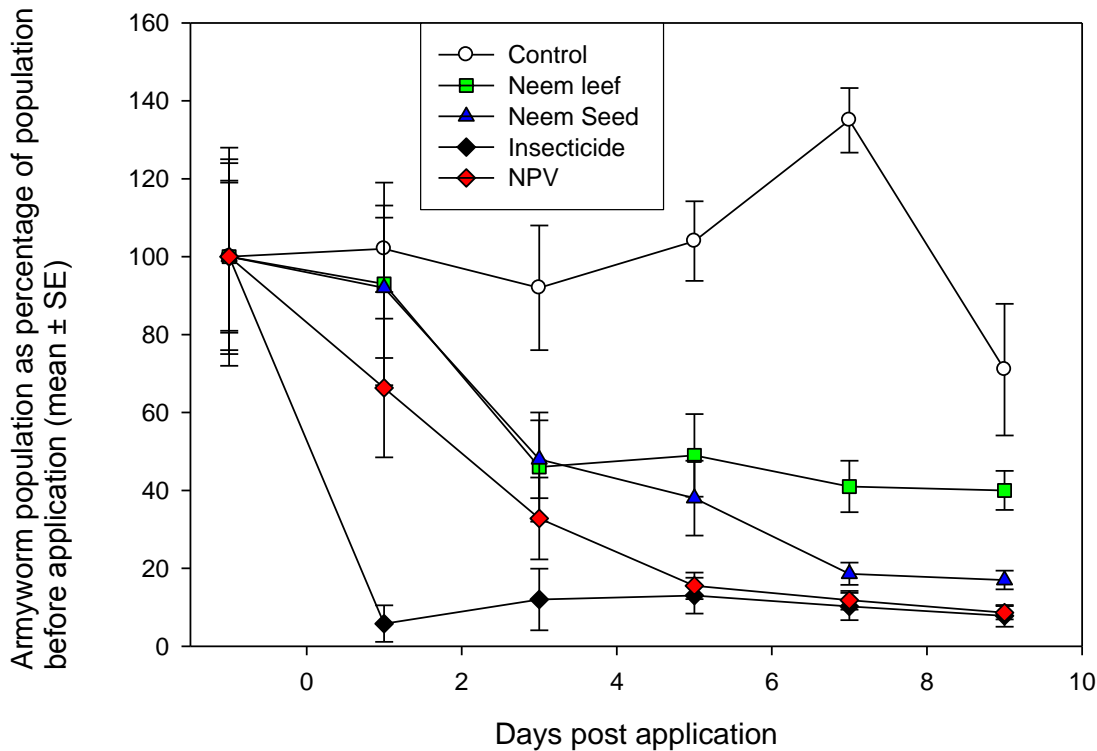 Armyworm population as percentage of population
before application (mean ± SE)
160
140
120
100
80
60
40
20
0
Control
Neem leaf
Neem Seed
Insecticide
NPV
0 2 4 6 8 10
Days post application